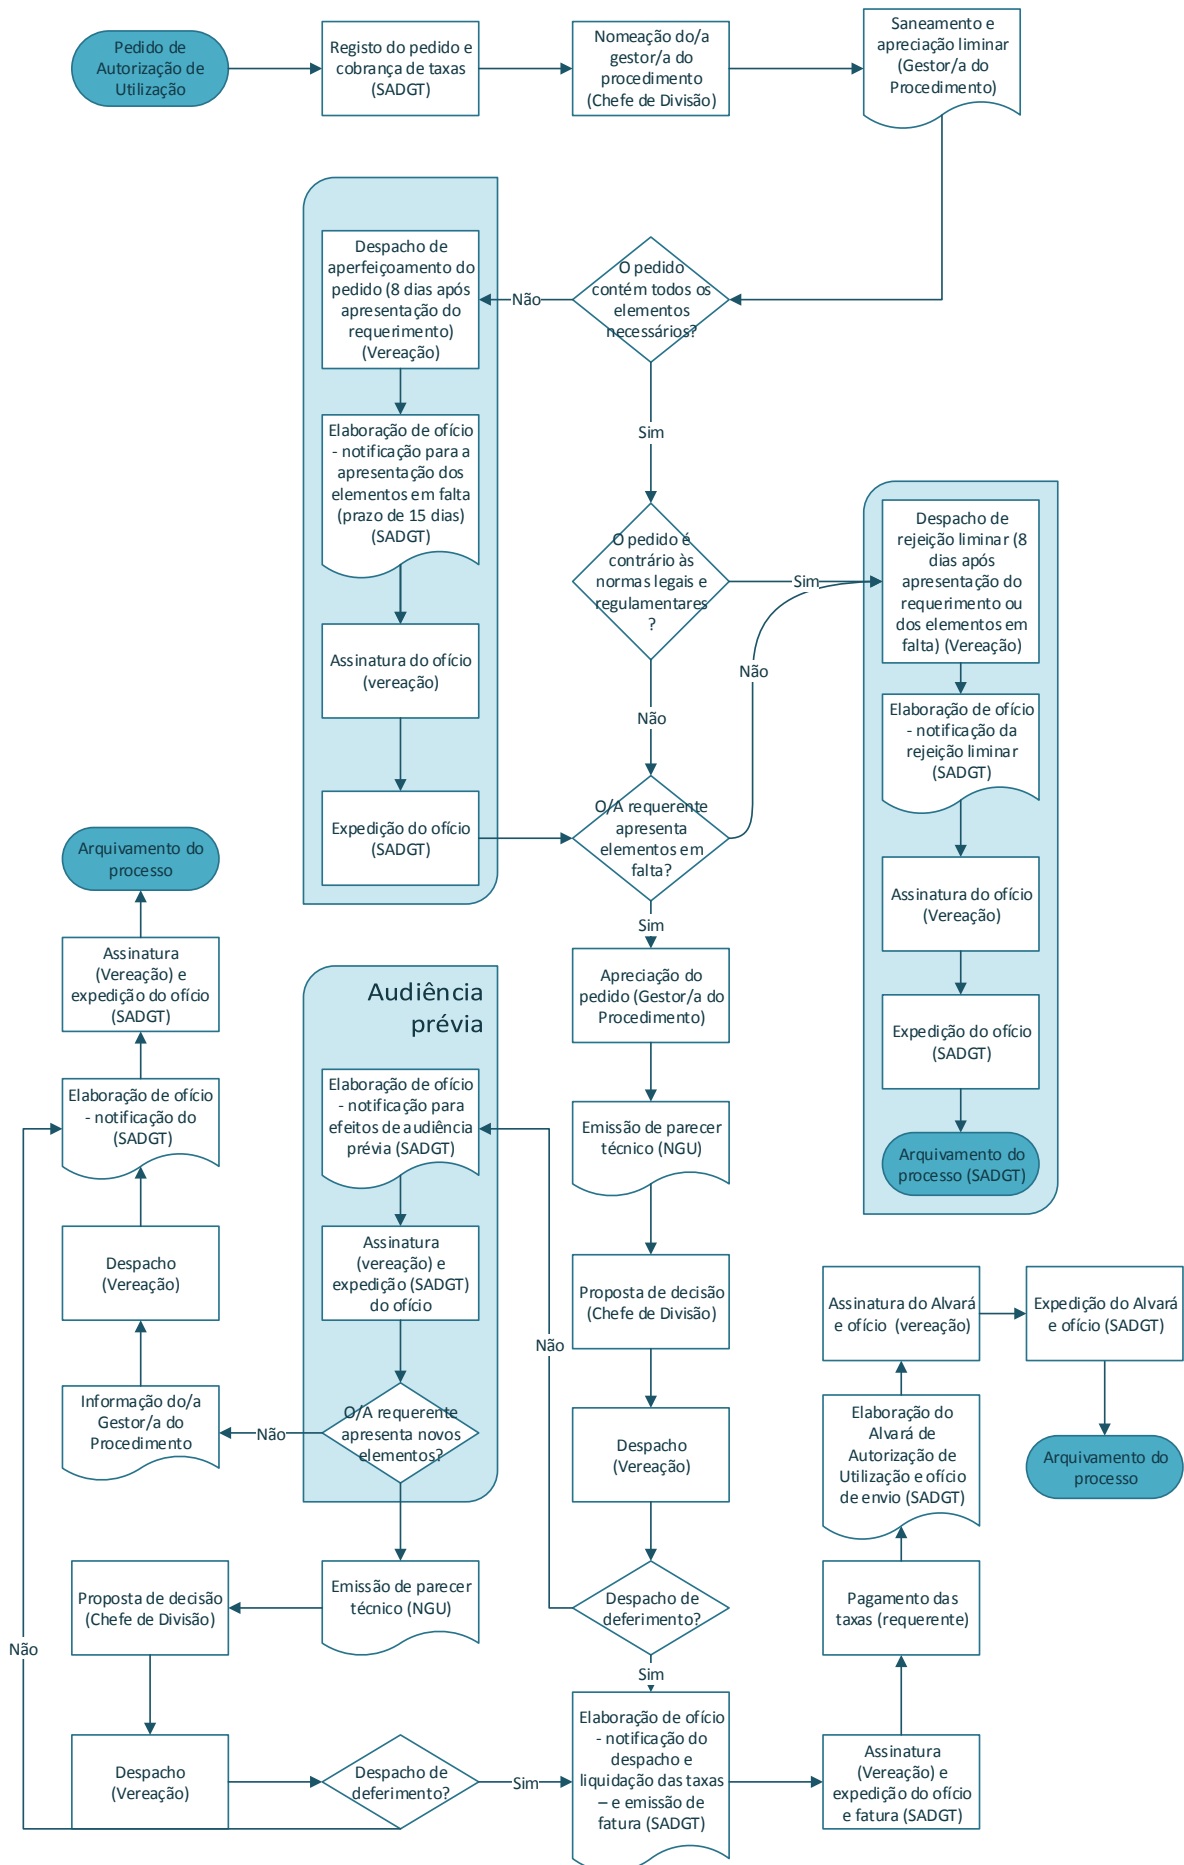 Pedido de
Autorização de
Utilização
Registo do pedido e
cobrança de taxas
(SADGT)
Nomeação do/a
gestor/a do
procedimento
(Chefe de Divisão)
Saneamento e
apreciação liminar
(Gestor/a do
Procedimento)
O pedido
contém todos os
elementos
necessários?
Não
Despacho de
aperfeiçoamento do
pedido (8 dias após
apresentação do
requerimento)
(Vereação)
Elaboração de ofício
- notificação para a
apresentação dos
elementos em falta
(prazo de 15 dias)
(SADGT)
Assinatura do ofício
(vereação)
Expedição do ofício
(SADGT)
Sim
O pedido é
contrário às
normas legais e
regulamentares
?
Sim
Não
Não
Despacho de
rejeição liminar (8
dias após
apresentação do
requerimento ou
dos elementos em
falta) (Vereação)
Elaboração de ofício
- notificação da
rejeição liminar
(SADGT)
Assinatura do ofício
(Vereação)
Expedição do ofício
(SADGT)
Arquivamento do
processo (SADGT)
O/A requerente
apresenta
elementos em
falta?
Sim
Apreciação do
pedido (Gestor/a do
Procedimento)
Emissão de parecer
técnico (NGU)
Proposta de decisão
(Chefe de Divisão)
Despacho
(Vereação)
Despacho de
deferimento?
Não
Sim
Audiência
prévia
Elaboração de ofício
- notificação para
efeitos de audiência
prévia (SADGT)
Assinatura
(vereação) e
expedição (SADGT)
do ofício
O/A requerente
apresenta novos
elementos?
Não
Informação do/a
Gestor/a do
Procedimento
Despacho
(Vereação)
Elaboração de ofício
- notificação do
(SADGT)
Assinatura
(Vereação) e
expedição do ofício
(SADGT)
Arquivamento do
processo
Emissão de parecer
técnico (NGU)
Proposta de decisão
(Chefe de Divisão)
Despacho
(Vereação)
Despacho de
deferimento?
Não
Sim
Elaboração de ofício
- notificação do
despacho e
liquidação das taxas
– e emissão de
fatura (SADGT)
Assinatura
(Vereação) e
expedição do ofício
e fatura (SADGT)
Pagamento das
taxas (requerente)
Elaboração do
Alvará de
Autorização de
Utilização e ofício
de envio (SADGT)
Assinatura do Alvará
e ofício (vereação)
Expedição do Alvará
e ofício (SADGT)
Arquivamento do
processo